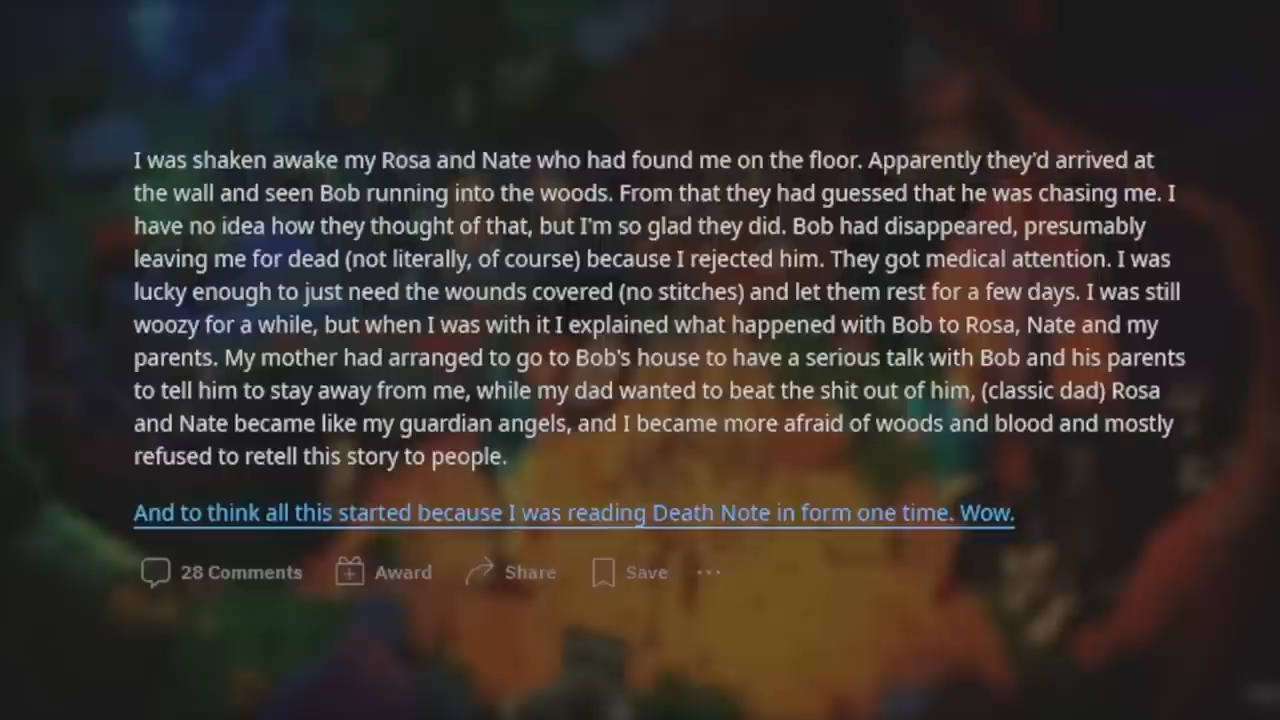 I was shaken awake my Rosa and Nate who had found me on the floor. Apparently they'd arrived at
the wall and seen Bob running into the woods. From that they had guessed that he was chasing me. I
have no idea how they thought of that, but I'm so glad they did. Bob had disappeared, presumably
leaving me for dead (not literally, of course) because I rejected him. They got medical attention. I was
lucky enough to just need the wounds covered (no stitches) and let them rest for a few days. I was still
woozy for a while, but when I was with it I explained what happened with Bob to Rosa, Nate and my
parents. My mother had arranged to go to Bob's house to have a serious talk with Bob and his parents
to tell him to stay away from me, while my dad wanted to beat the shit out of him, (classic dad) Rosa
and Nate became like my guardian angels, and I became more afraid of woods and blood and mostly
refused to retell this story to people.
And to think all this started because I was reading Death Note in form one time. Wow.
28 Comments Award Share Save ...